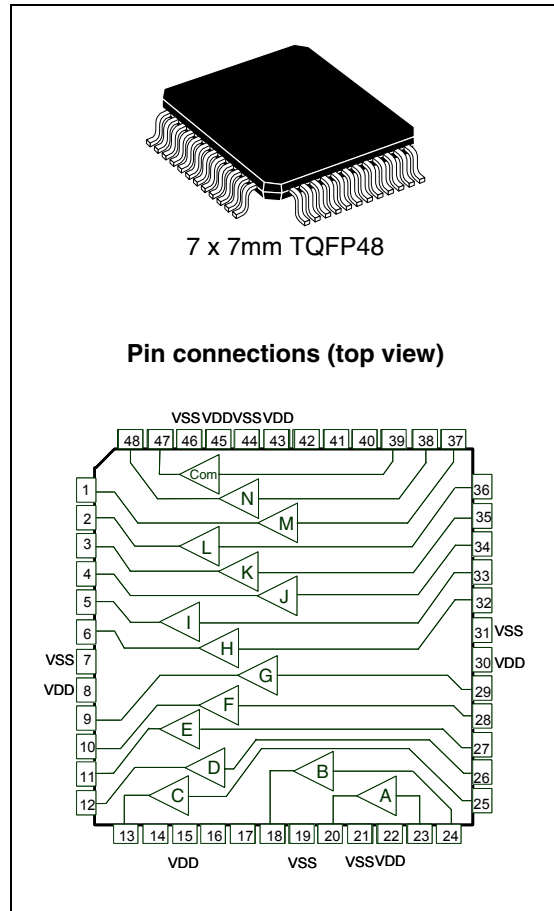 7 x 7mm TQFP48
Pin connections (top view)
VSS VDD VSS VDD
48 47 46 45 44 43 42 41 40 39 38 37
Com
N
M
L
K
J
I
H
G
F
E
D
C
B
A
1
2
3
4
5
6
VSS 7
VDD 8
9
10
11
12
36
35
34
33
32
31 VSS
30 VDD
29
28
27
26
25
13 14 15 16 17 18 19 20 21 22 23 24
VDD VSS VSS VDD